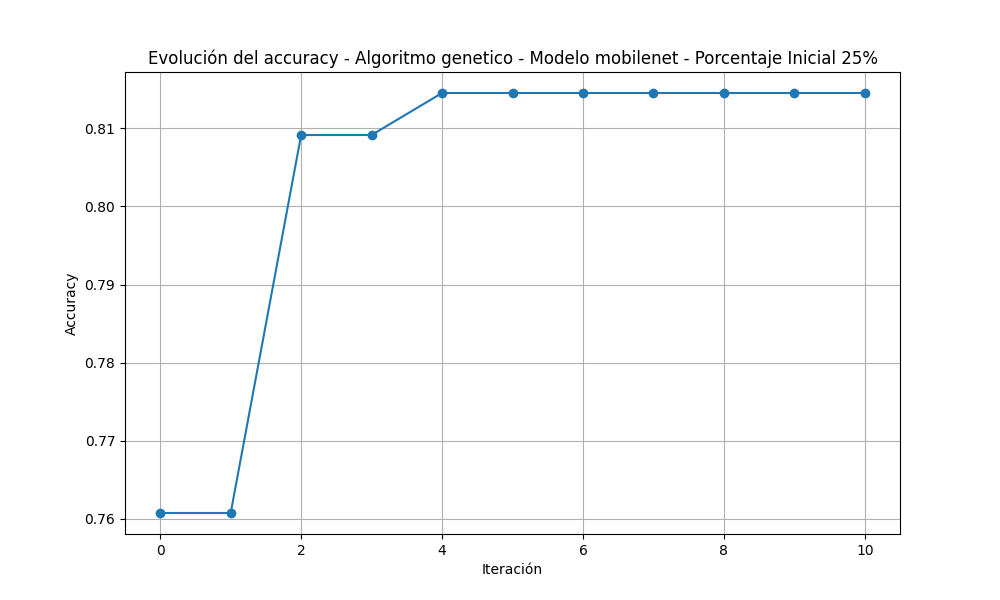 Evolución del accuracy - Algoritmo genetico - Modelo mobilenet - Porcentaje Inicial 25%
0.81
0.80
0.79
0.78
0.77
0.76
Accuracy
0 2 4 6 8 10
Iteración